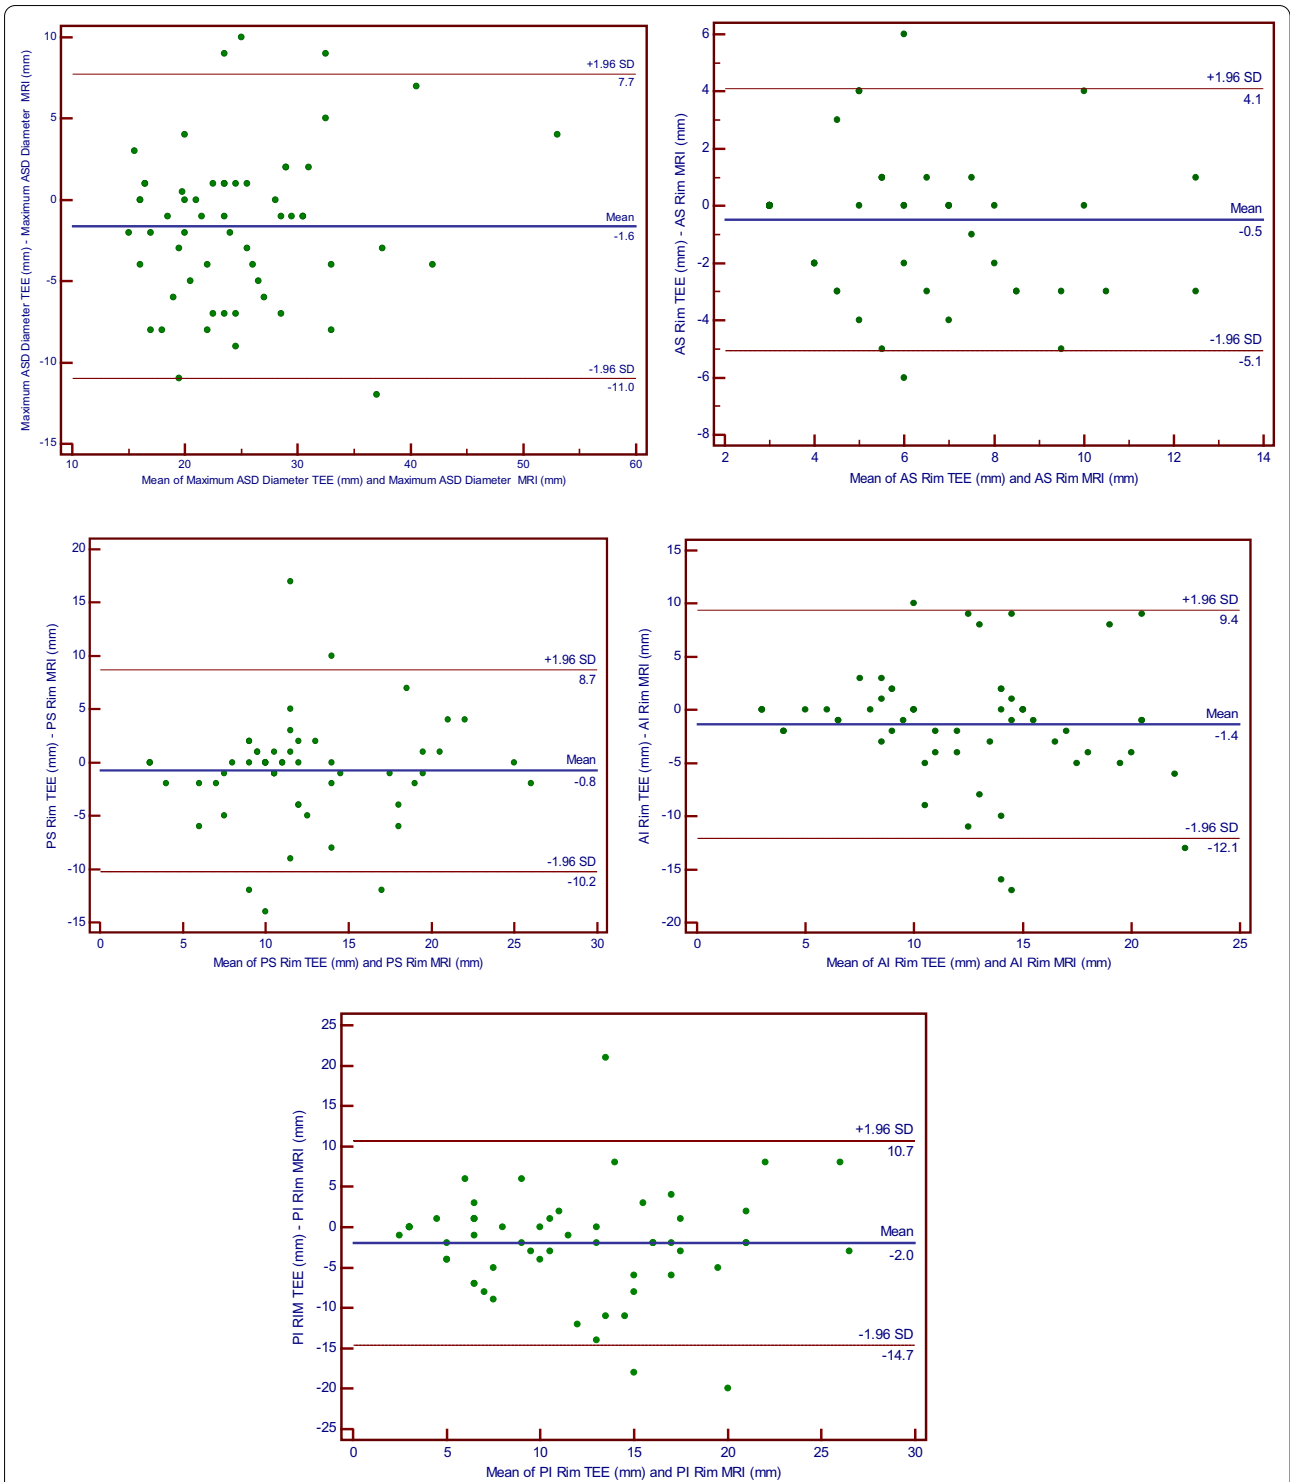 10
5
0
-5
-10
-15
Maximum ASD Diameter TEE (mm) - Maximum ASD Diameter  MRI (mm)
+1.96 SD
7.7
Mean
-1.6
-1.96 SD
-11.0
10 20 30 40 50 60
Mean of Maximum ASD Diameter TEE (mm) and Maximum ASD Diameter  MRI (mm)
6
4
2
0
-2
-4
-6
-8
AS Rim TEE (mm) - AS Rim MRI (mm)
+1.96 SD
4.1
Mean
-0.5
-1.96 SD
-5.1
2 4 6 8 10 12 14
Mean of AS Rim TEE (mm) and AS Rim MRI (mm)
20
15
10
5
0
-5
-10
-15
PS Rim TEE (mm) - PS Rim MRI (mm)
+1.96 SD
8.7
Mean
-0.8
-1.96 SD
-10.2
0 5 10 15 20 25 30
Mean of PS Rim TEE (mm) and PS Rim MRI (mm)
15
10
5
0
-5
-10
-15
-20
AI Rim TEE (mm) - AI Rim MRI (mm)
+1.96 SD
9.4
Mean
-1.4
-1.96 SD
-12.1
0 5 10 15 20 25
Mean of AI Rim TEE (mm) and AI Rim MRI (mm)
25
20
15
10
5
0
-5
-10
-15
-20
-25
PI RIM TEE (mm) - PI RIm MRI (mm)
+1.96 SD
10.7
Mean
-2.0
-1.96 SD
-14.7
0 5 10 15 20 25 30
Mean of PI Rim TEE (mm) and PI Rim MRI (mm)